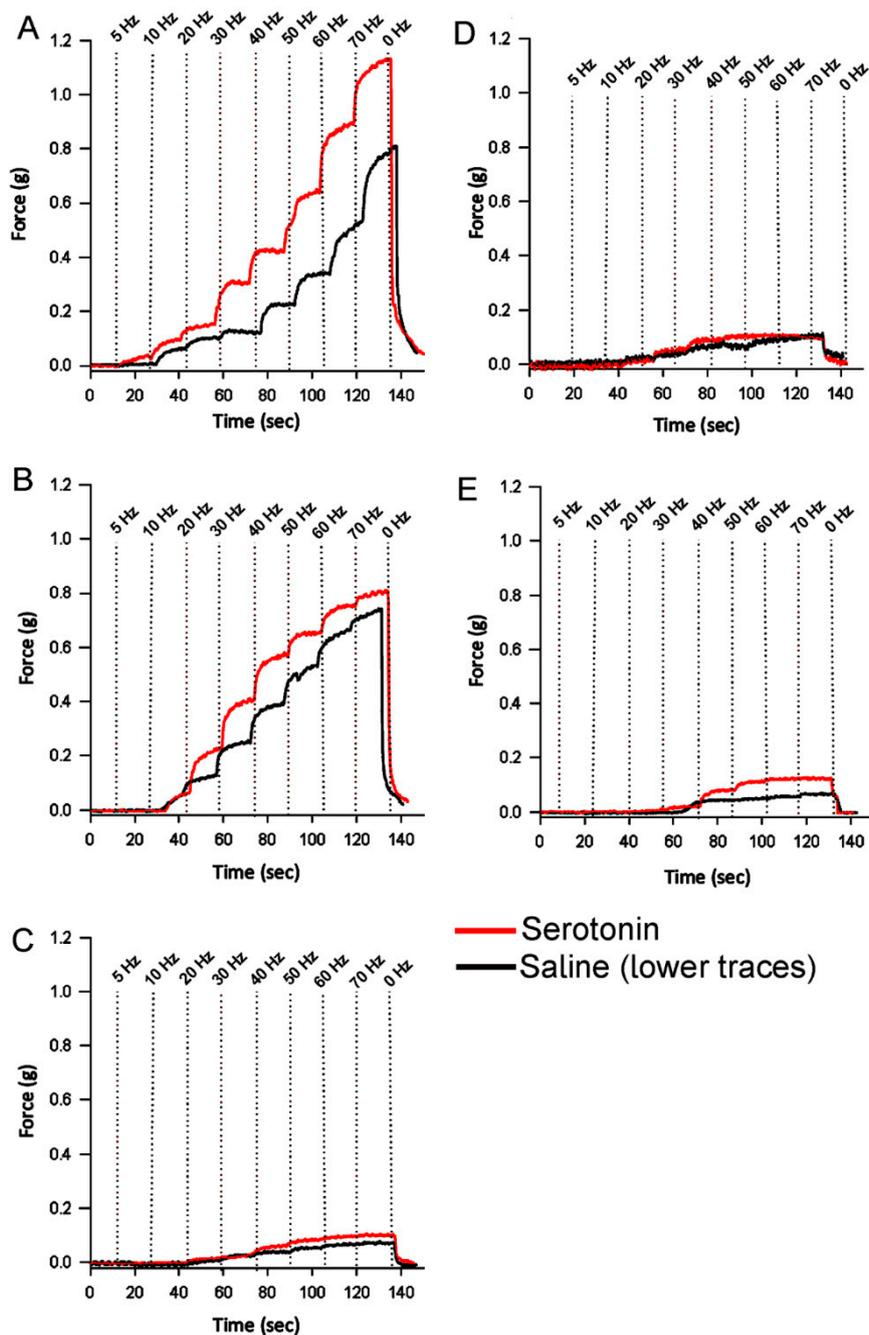 A
5 Hz 10 Hz 20 Hz 30 Hz 40 Hz 50 Hz 60 Hz 70 Hz 0 Hz
1.2
1.0
0.8
0.6
0.4
0.2
0.0
Force (g)
0 20 40 60 80 100 120 140
Time (sec)
B
5 Hz 10 Hz 20 Hz 30 Hz 40 Hz 50 Hz 60 Hz 70 Hz 0 Hz
1.2
1.0
0.8
0.6
0.4
0.2
0.0
Force (g)
0 20 40 60 80 100 120 140
Time (sec)
C
5 Hz 10 Hz 20 Hz 30 Hz 40 Hz 50 Hz 60 Hz 70 Hz 0 Hz
1.2
1.0
0.8
0.6
0.4
0.2
0.0
Force (g)
0 20 40 60 80 100 120 140
Time (sec)
D
5 Hz 10 Hz 20 Hz 30 Hz 40 Hz 50 Hz 60 Hz 70 Hz 0 Hz
1.2
1.0
0.8
0.6
0.4
0.2
0.0
Force (g)
0 20 40 60 80 100 120 140
Time (sec)
E
5 Hz 10 Hz 20 Hz 30 Hz 40 Hz 50 Hz 60 Hz 70 Hz 0 Hz
1.2
1.0
0.8
0.6
0.4
0.2
0.0
Force (g)
0 20 40 60 80 100 120 140
Time (sec)
Serotonin
Saline (lower traces)